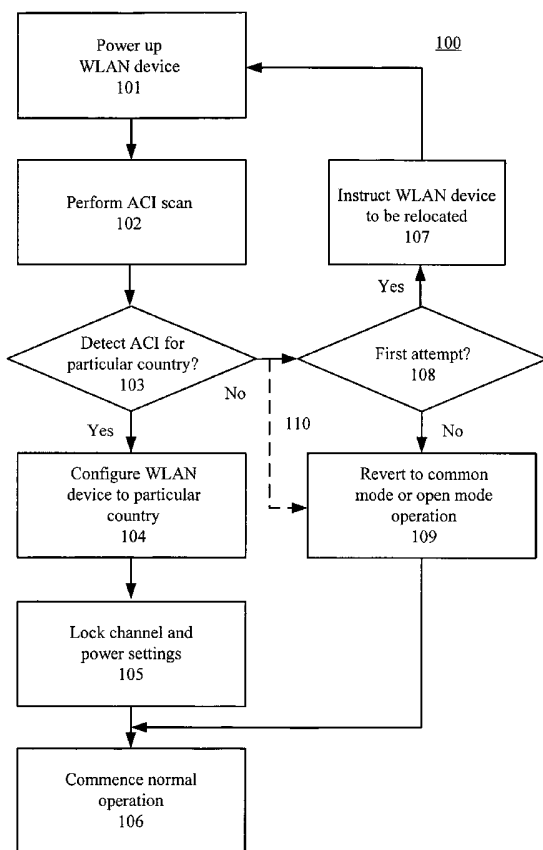 100
Power up
WLAN device
101
Perform ACI scan
102
Instruct WLAN device
to be relocated
107
Yes
Detect ACI for
particular country?
103
First attempt?
108
No
110
Yes
No
Configure WLAN
device to particular
country
104
Revert to common
mode or open mode
operation
109
Lock channel and
power settings
105
Commence normal
operation
106